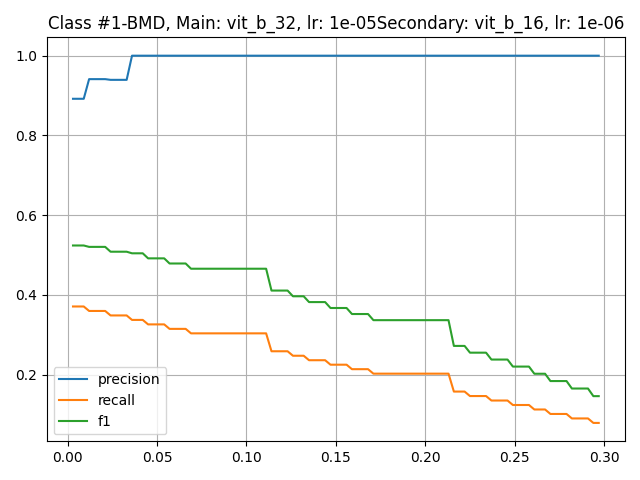 Class #1-BMD, Main: vit_b_32, lr: 1e-05Secondary: vit_b_16, lr: 1e-06
1.0
0.8
0.6
0.4
0.2
precision
recall
f1
0.00 0.05 0.10 0.15 0.20 0.25 0.30